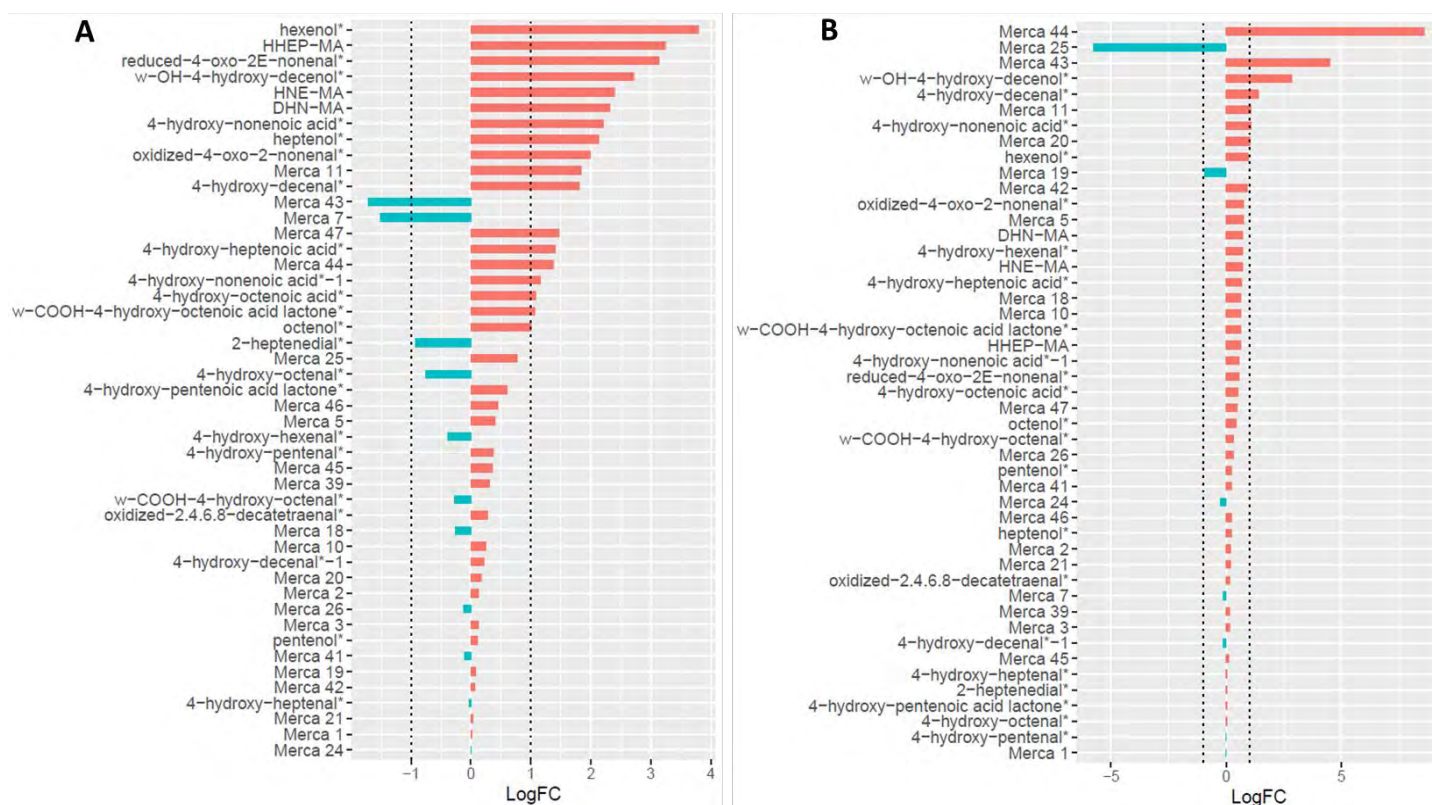 A
hexenol*
HHEP-MA
reduced-4-oxo-2E-nonenal*
w-OH-4-hydroxy-decenol*
HNE-MA
DHN-MA
4-hydroxy-nonenoic acid*
heptenol*
oxidized-4-oxo-2-nonenal*
Merca 11
4-hydroxy-decenal*
Merca 43
Merca 7
Merca 47
4-hydroxy-heptenoic acid*
Merca 44
4-hydroxy-nonenoic acid*-1
4-hydroxy-octenoic acid*
w-COOH-4-hydroxy-octenoic acid lactone*
octenol*
2-heptenedial*
Merca 25
4-hydroxy-octenal*
4-hydroxy-pentenoic acid lactone*
Merca 46
Merca 5
4-hydroxy-hexenal*
4-hydroxy-pentenal*
Merca 45
Merca 39
w-COOH-4-hydroxy-octenal*
oxidized-2.4.6.8-decatetraenal*
Merca 18
Merca 10
4-hydroxy-decenal*-1
Merca 20
Merca 2
Merca 26
Merca 3
pentenol*
Merca 41
Merca 19
Merca 42
4-hydroxy-heptenal*
Merca 21
Merca 1
Merca 24
-1 0 1 2 3 4
LogFC
B
Merca 44
Merca 25
Merca 43
w-OH-4-hydroxy-decenol*
4-hydroxy-decenal*
Merca 11
4-hydroxy-nonenoic acid*
Merca 20
hexenol*
Merca 19
Merca 42
oxidized-4-oxo-2-nonenal*
Merca 5
DHN-MA
4-hydroxy-hexenal*
HNE-MA
4-hydroxy-heptenoic acid*
Merca 18
Merca 10
w-COOH-4-hydroxy-octenoic acid lactone*
HHEP-MA
4-hydroxy-nonenoic acid*-1
reduced-4-oxo-2E-nonenal*
4-hydroxy-octenoic acid*
Merca 47
octenol*
w-COOH-4-hydroxy-octenal*
Merca 26
pentenol*
Merca 41
Merca 24
Merca 46
heptenol*
Merca 2
Merca 21
oxidized-2.4.6.8-decatetraenal*
Merca 7
Merca 39
Merca 3
4-hydroxy-decenal*-1
Merca 45
4-hydroxy-heptenal*
2-heptenedial*
4-hydroxy-pentenoic acid lactone*
4-hydroxy-octenal*
4-hydroxy-pentenal*
Merca 1
-5 0 5
LogFC